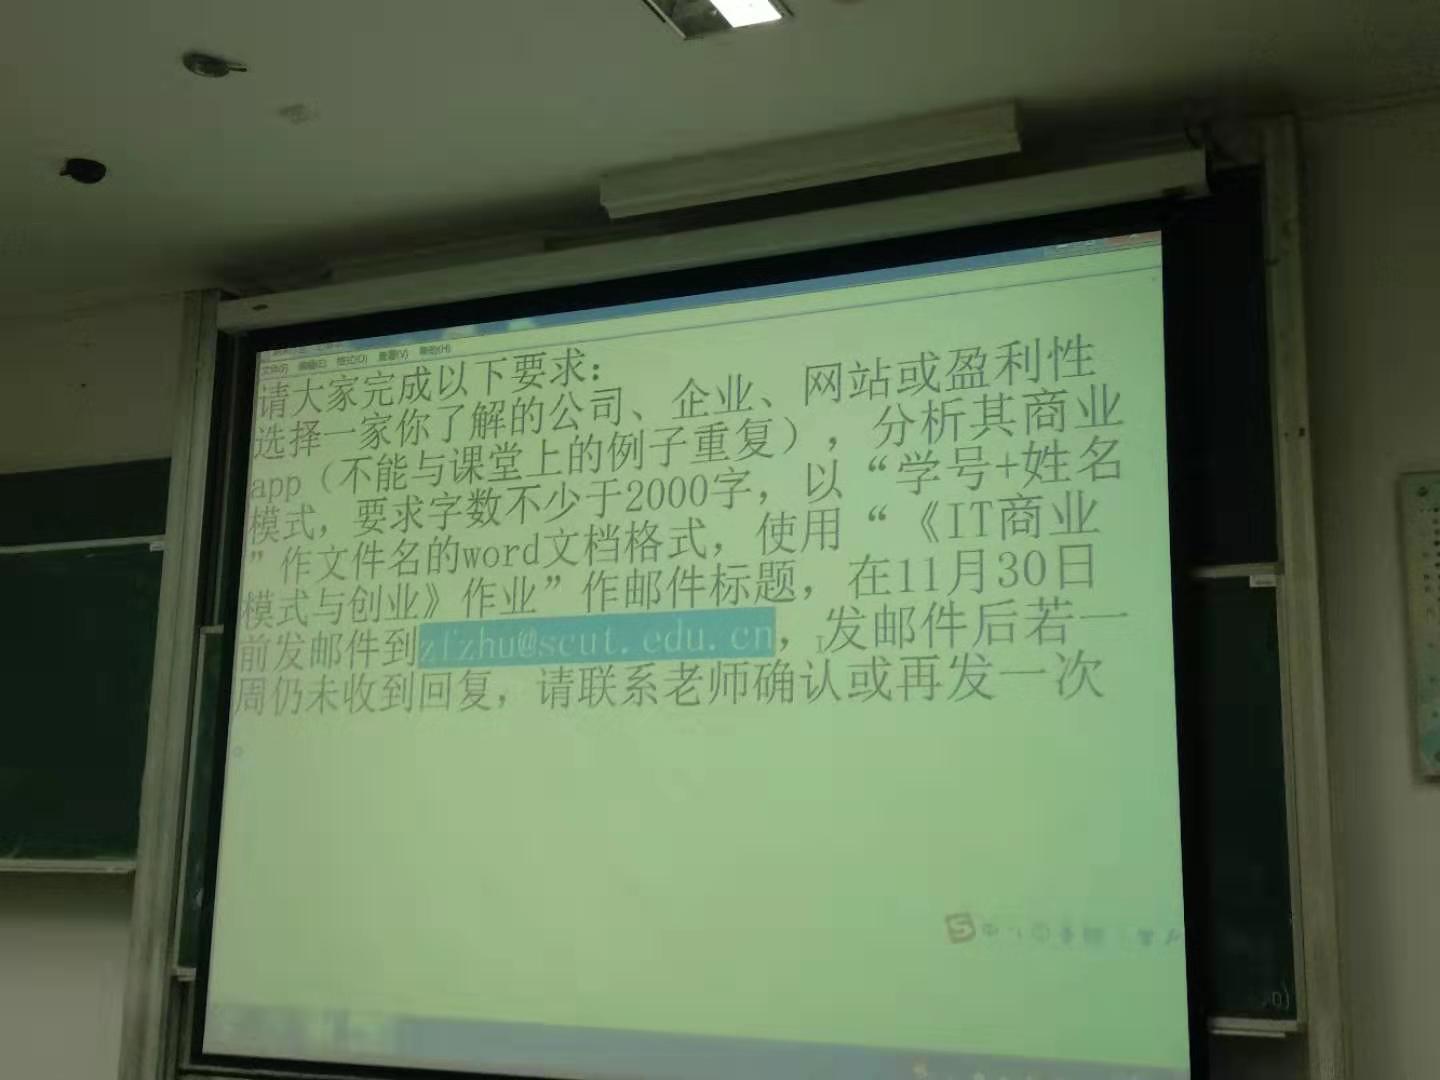 文件(F) 编辑(E) 格式(O) 查看(V) 帮助(H)
请大家完成以下要求：
选择一家你了解的公司、企业、网站或盈利性
app（不能与课堂上的例子重复），分析其商业
模式，要求字数不少于2000字，以“学号+姓名
”作文件名的word文档格式，使用“《IT商业
模式与创业》作业”作邮件标题，在11月30日
前发邮件到zfzhu@scut.edu.cn，发邮件后若一
周仍未收到回复，请联系老师确认或再发一次
。
S中